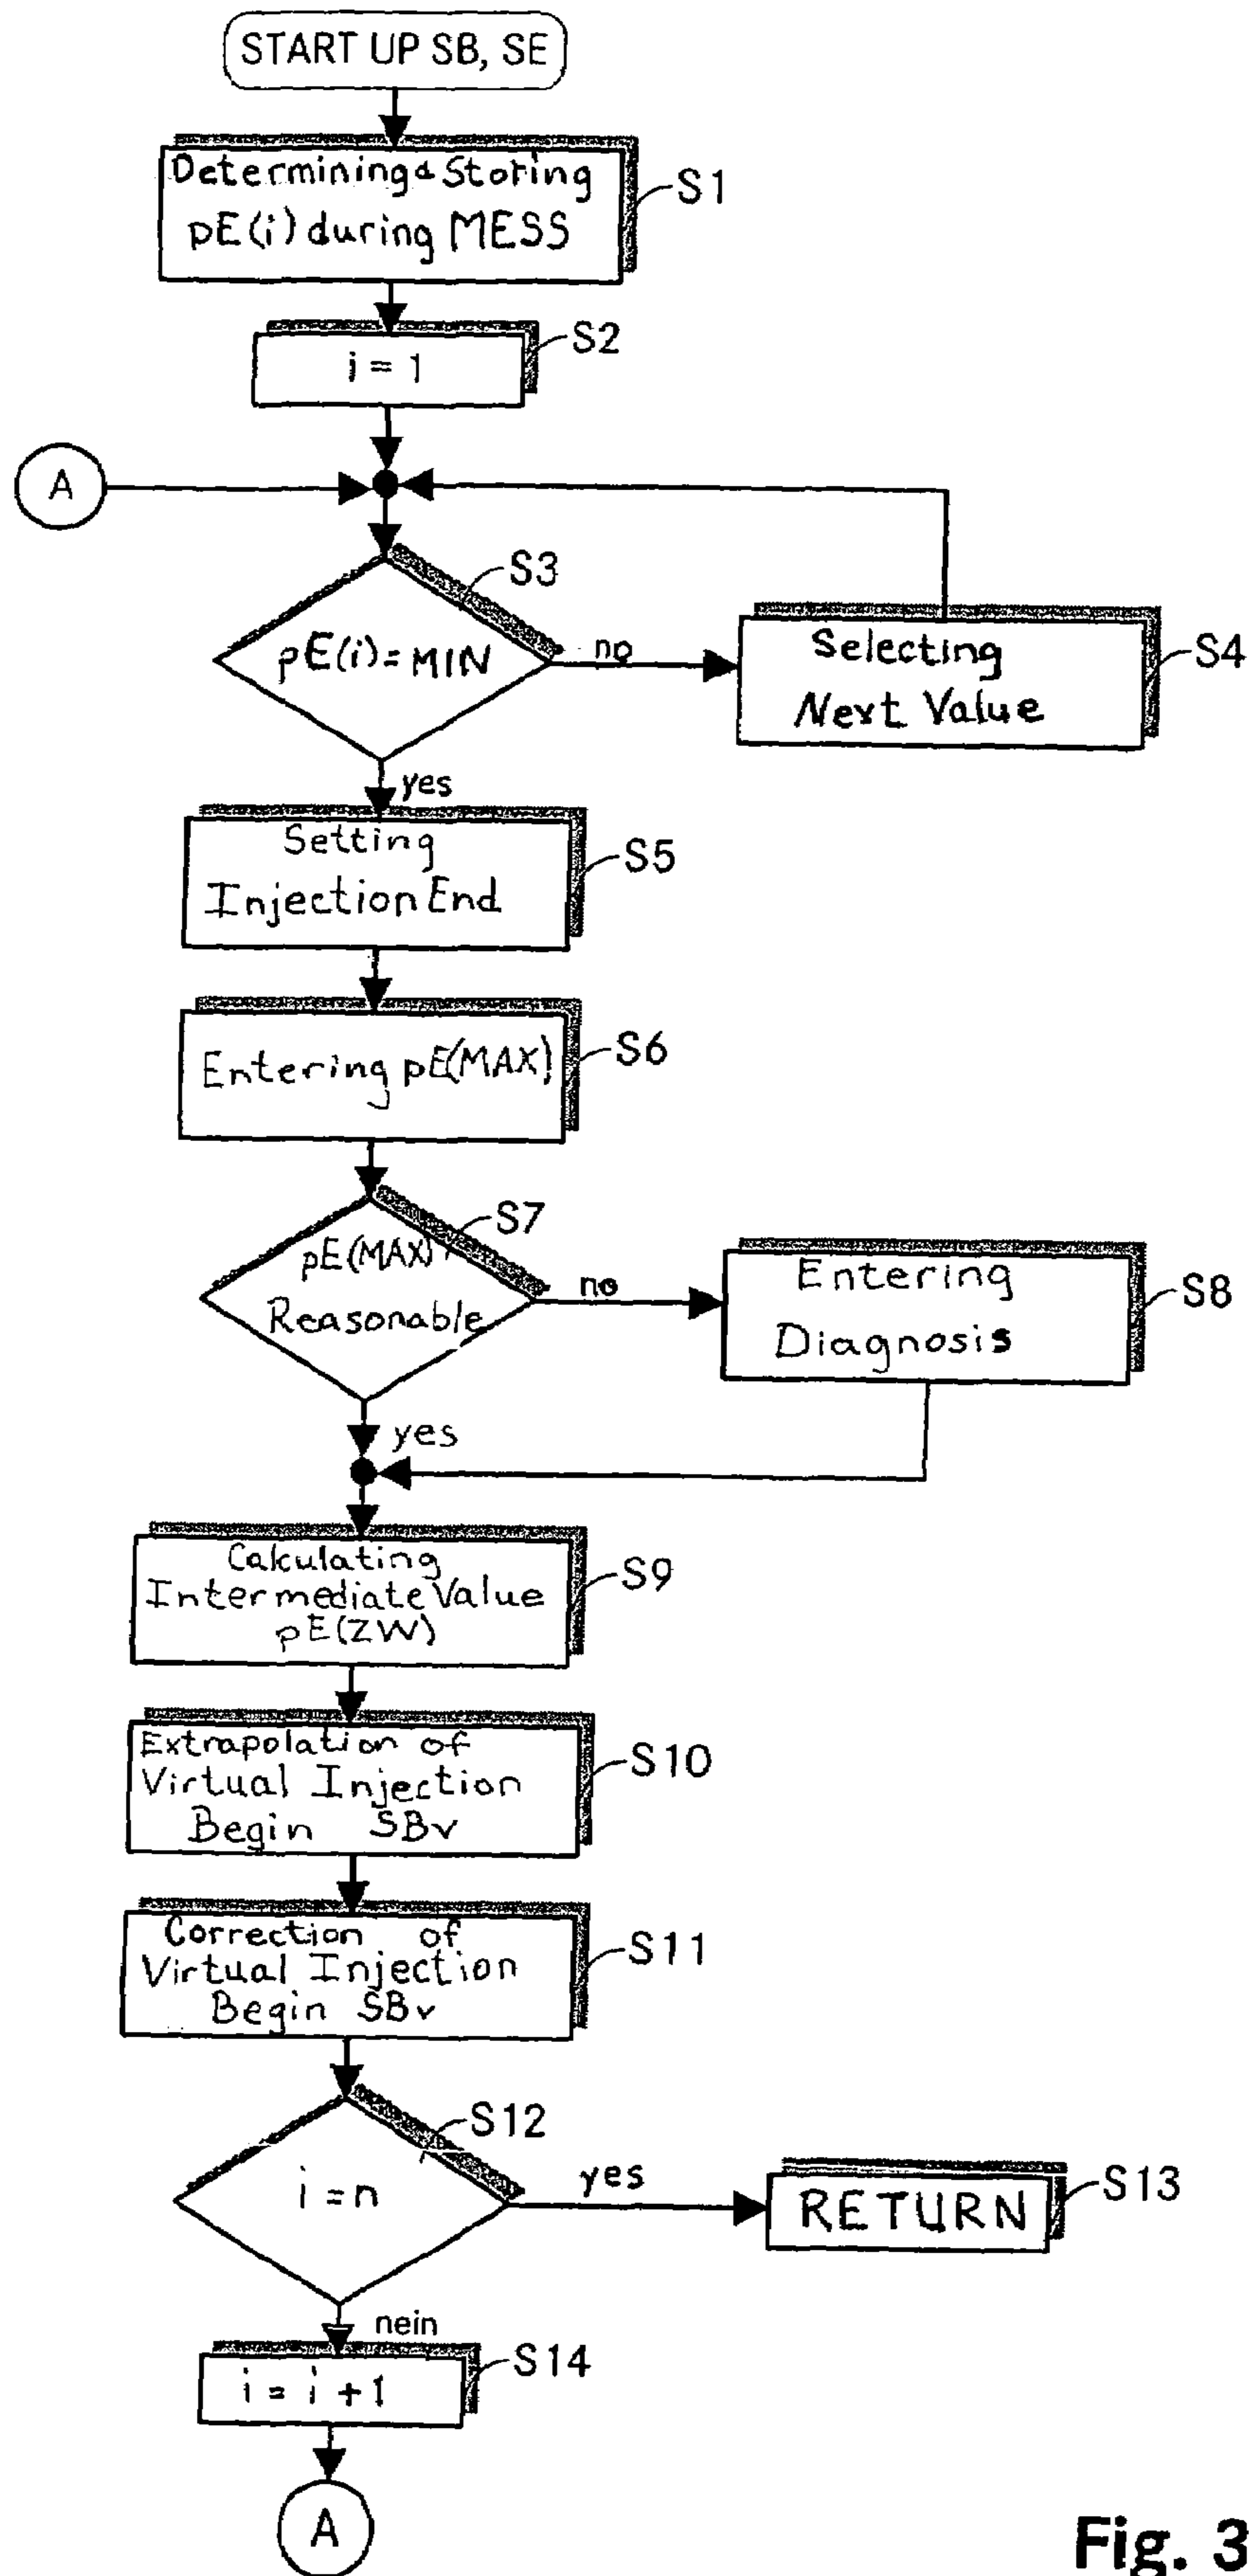 START UP SB, SE
Determining & Storing
pE(i) during MESS
S1
i = 1
S2
A
S3
pE(i) = MIN
no
Selecting
Next Value
S4
yes
Setting
Injection End
S5
Entering pE(MAX)
S6
S7
pE(MAX)
Reasonable
no
Entering
Diagnosis
S8
yes
Calculating
Intermediate Value
pE(ZW)
S9
Extrapolation of
Virtual Injection
Begin SBv
S10
Correction of
Virtual Injection
Begin SBv
S11
S12
i = n
yes
RETURN
S13
nein
i = i + 1
S14
A
Fig. 3